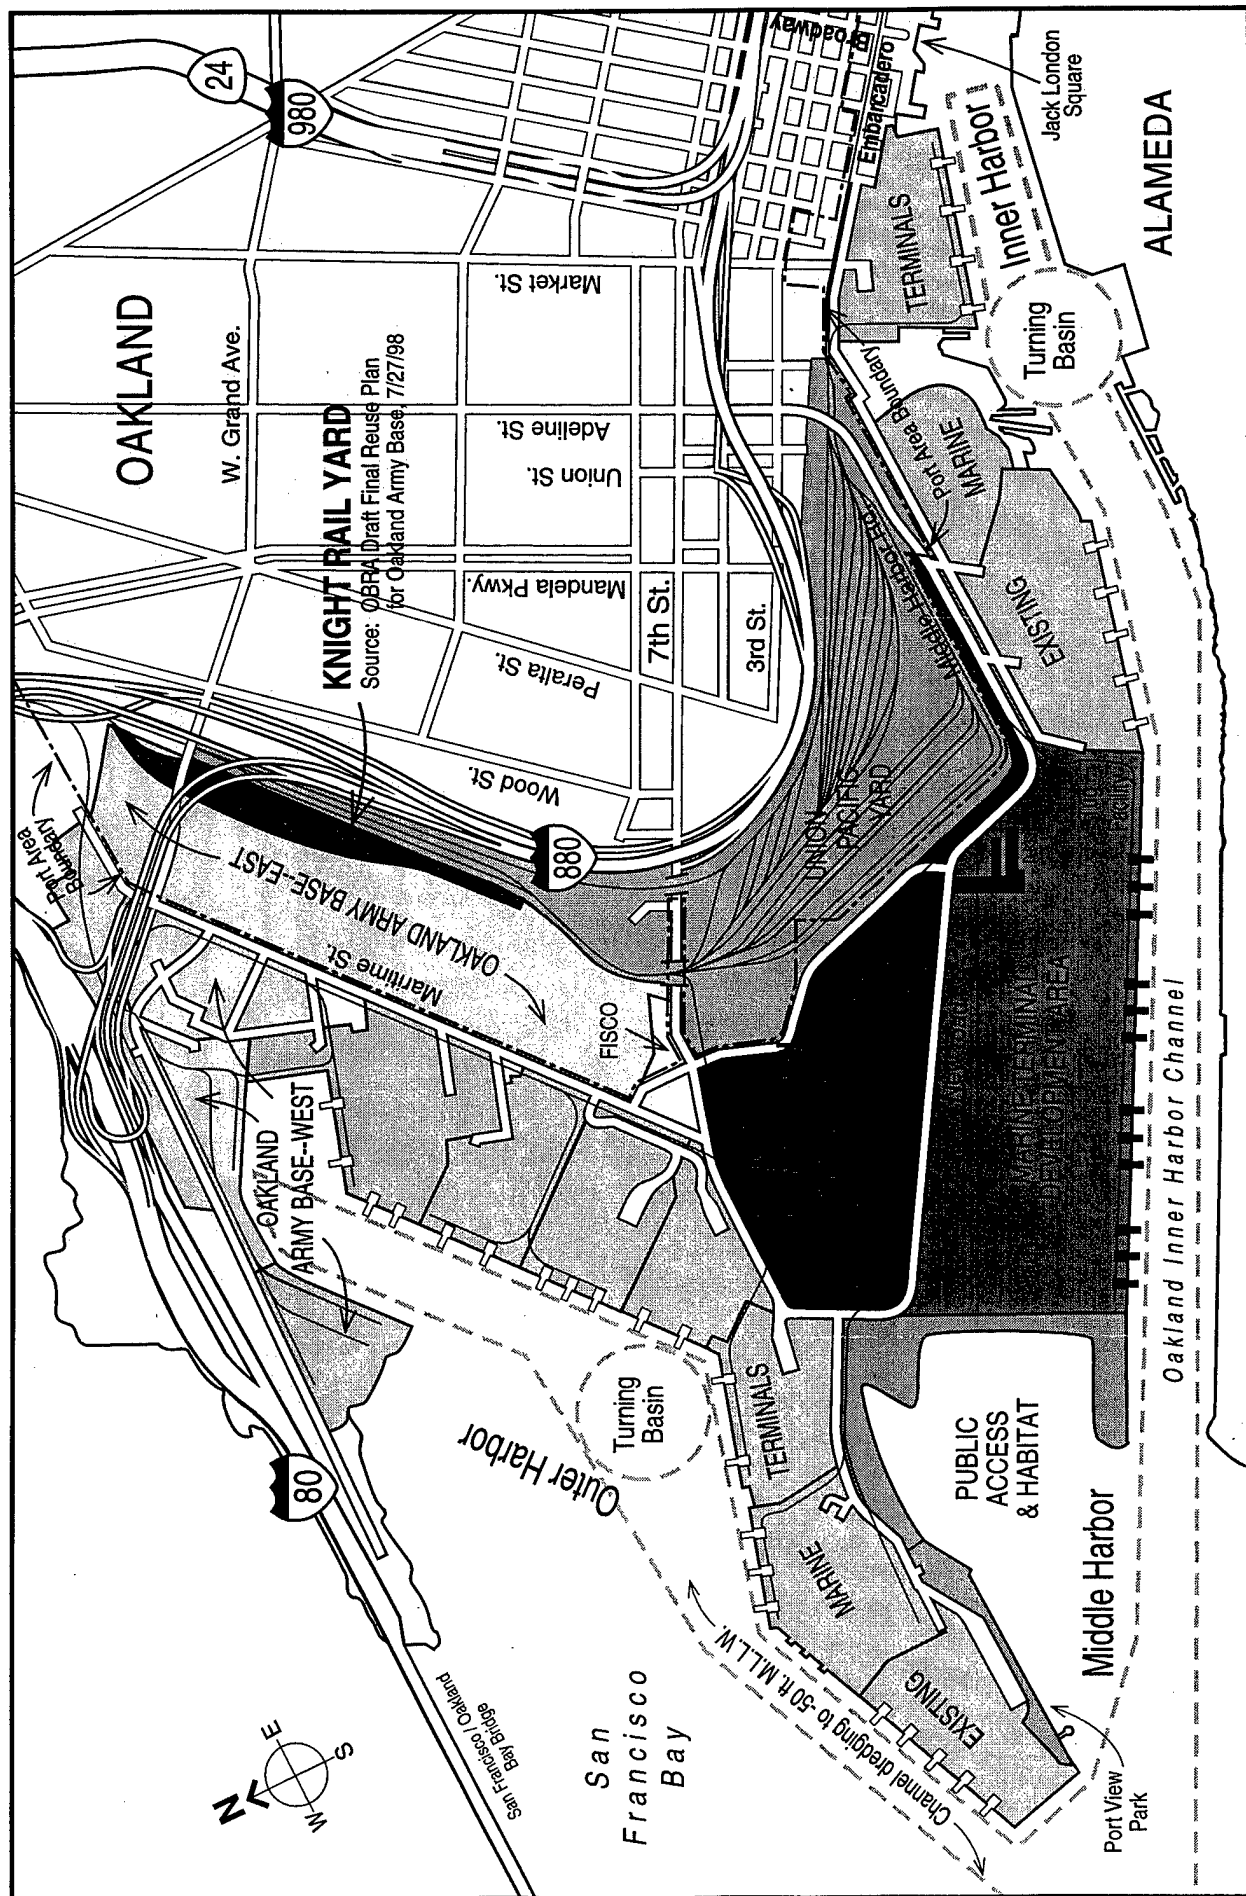 OAKLAND
24
980
W. Grand Ave.
KNIGHT RAIL YARD
Source: OBRA Draft Final Reuse Plan
for Oakland Army Base, 7/27/98
Market St.
Adeline St.
Union St.
Mandela Pkwy.
Peralta St.
Wood St.
7th St.
3rd St.
Broadway
Embarcadero
Jack London
Square
Inner Harbor
ALAMEDA
TERMINALS
Turning
Basin
Port Area Boundary
MARINE
EXISTING
Middle Harbor Rd.
UNION
PACIFIC
YARD
880
Port Area
Boundary
OAKLAND ARMY BASE--EAST
Maritime St.
FISCO
OAKLAND
ARMY BASE--WEST
MARINE TERMINAL
DEVELOPMENT AREA
Facility
Oakland Inner Harbor Channel
80
Outer Harbor
Turning
Basin
TERMINALS
MARINE
EXISTING
PUBLIC
ACCESS
& HABITAT
Middle Harbor
Port View
Park
Channel dredging to -50 ft. M.L.L.W.
San
Francisco
Bay
San Francisco / Oakland
Bay Bridge
N
E
S
W